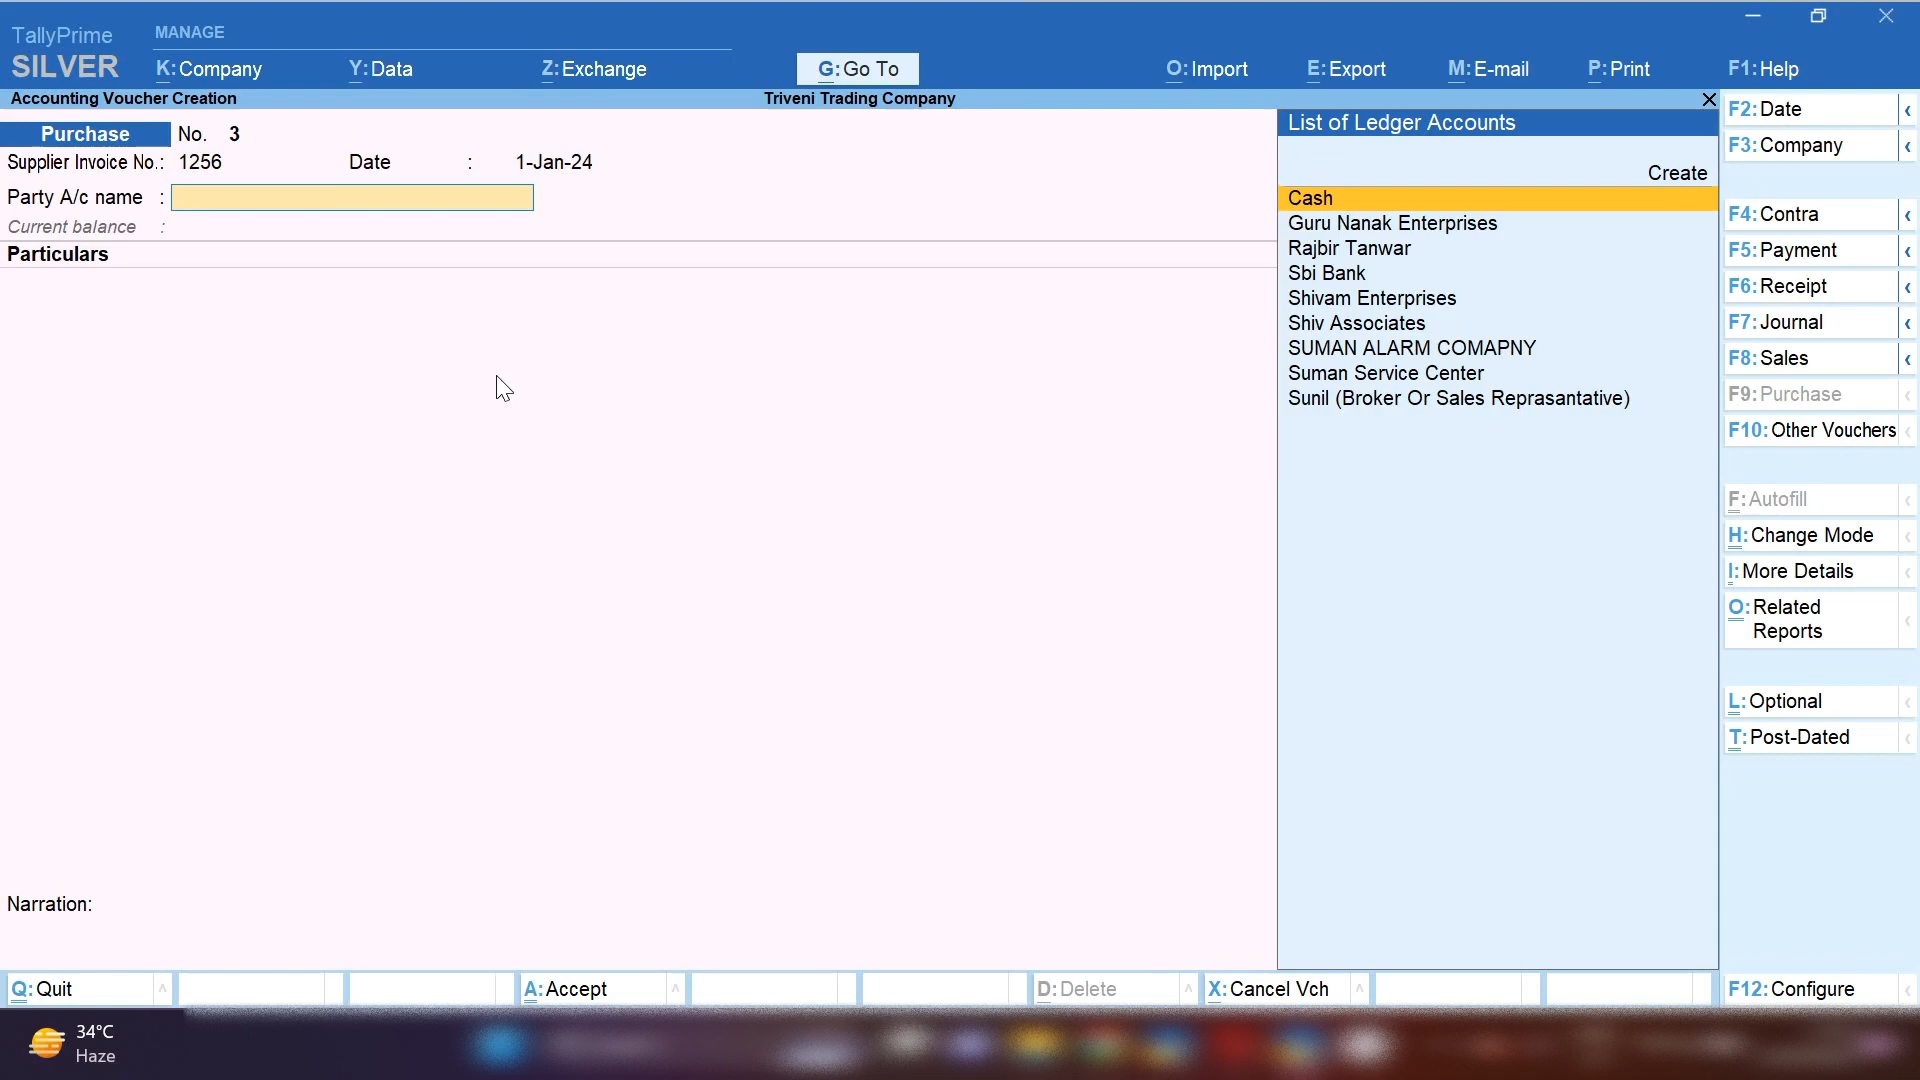 TallyPrime
SILVER
MANAGE
K: Company
Y: Data
Z: Exchange
G: Go To
O: Import
E: Export
M: E-mail
P: Print
F1: Help
Accounting Voucher Creation
Triveni Trading Company
Purchase No. 3
Supplier Invoice No.: 1256 Date : 1-Jan-24
Party A/c name :
Current balance :
Particulars
Narration:
List of Ledger Accounts
Create
Cash
Guru Nanak Enterprises
Rajbir Tanwar
Sbi Bank
Shivam Enterprises
Shiv Associates
SUMAN ALARM COMAPNY
Suman Service Center
Sunil (Broker Or Sales Reprasantative)
F2: Date
F3: Company
F4: Contra
F5: Payment
F6: Receipt
F7: Journal
F8: Sales
F9: Purchase
F10: Other Vouchers
F: Autofill
H: Change Mode
I: More Details
O: Related
Reports
L: Optional
T: Post-Dated
F12: Configure
Q: Quit
A: Accept
D: Delete
X: Cancel Vch
34°C
Haze